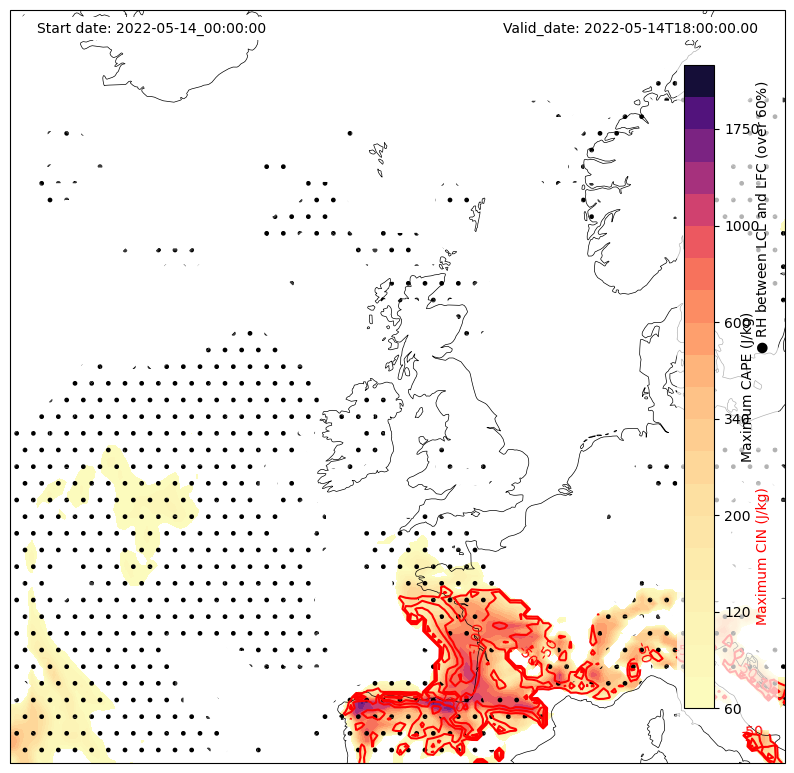 Start date: 2022-05-14_00:00:00
Valid_date: 2022-05-14T18:00:00.00
1750
1000
600
340
200
120
60
Maximum CAPE (J/kg)
RH between LCL and LFC (over 60%)
Maximum CIN (J/kg)
-50